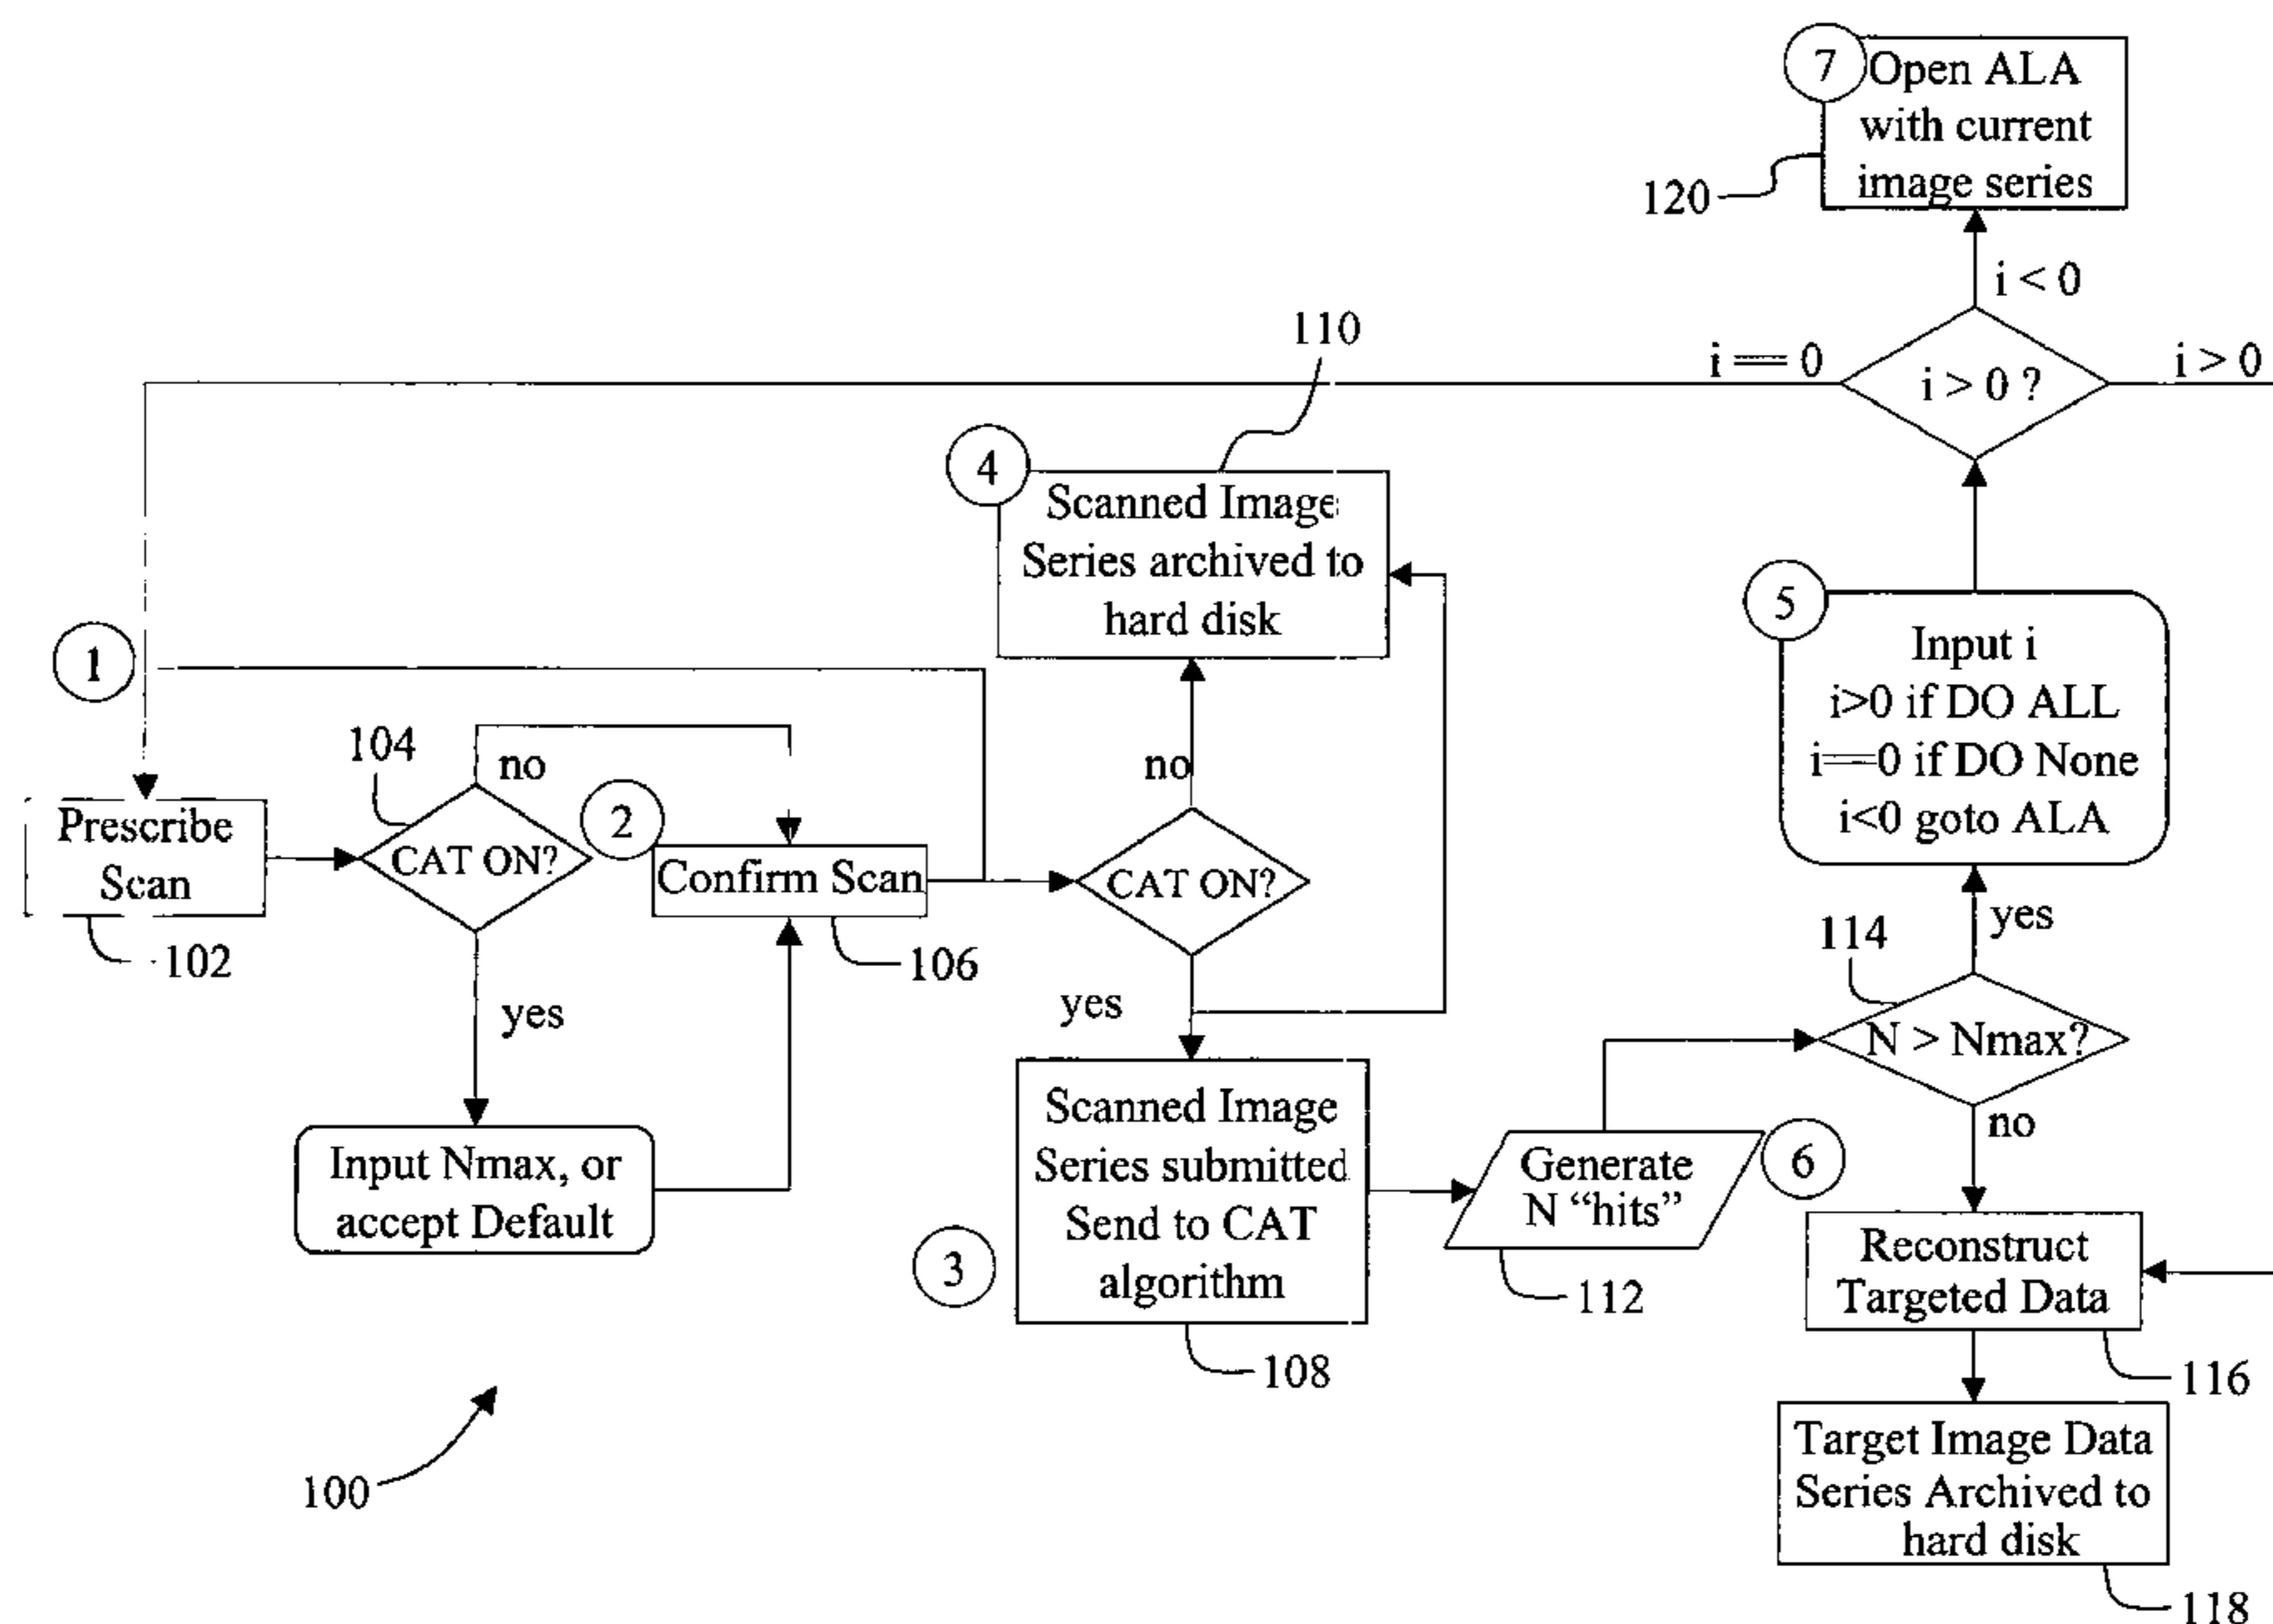 7
Open ALA
with current
image series
120
i < 0
i == 0
i > 0 ?
i > 0
110
4
Scanned Image
Series archived to
hard disk
5
Input i
i>0 if DO ALL
i==0 if DO None
i<0 goto ALA
1
104
no
2
Prescribe
Scan
CAT ON?
Confirm Scan
no
CAT ON?
102
106
yes
yes
114
yes
N > Nmax?
no
Input Nmax, or
accept Default
3
Scanned Image
Series submitted
Send to CAT
algorithm
108
Generate
N “hits”
6
112
Reconstruct
Targeted Data
116
Target Image Data
Series Archived to
hard disk
118
100